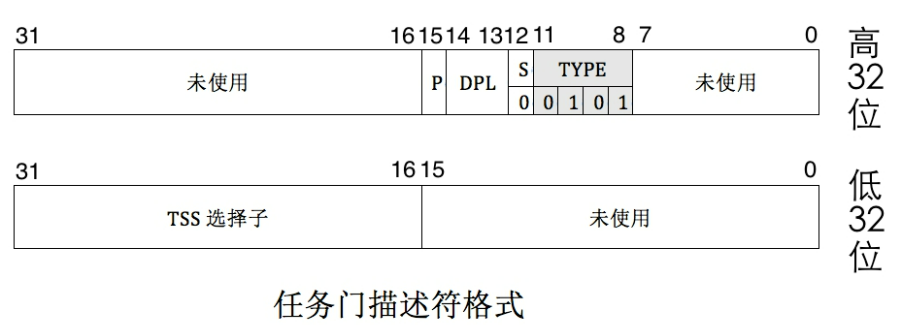 31 16 15 14 13 12 11 8 7 0
未使用 P DPL S TYPE 未使用
0 0 1 0 1
高32位
31 16 15 0
TSS 选择子 未使用
低32位
任务门描述符格式